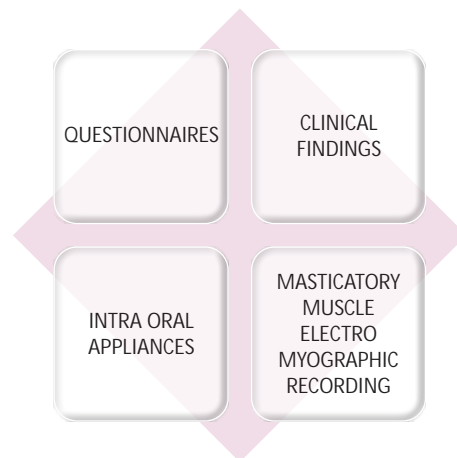 QUESTIONNAIRES
CLINICAL
FINDINGS
INTRA ORAL
APPLIANCES
MASTICATORY
MUSCLE
ELECTRO
MYOGRAPHIC
RECORDING